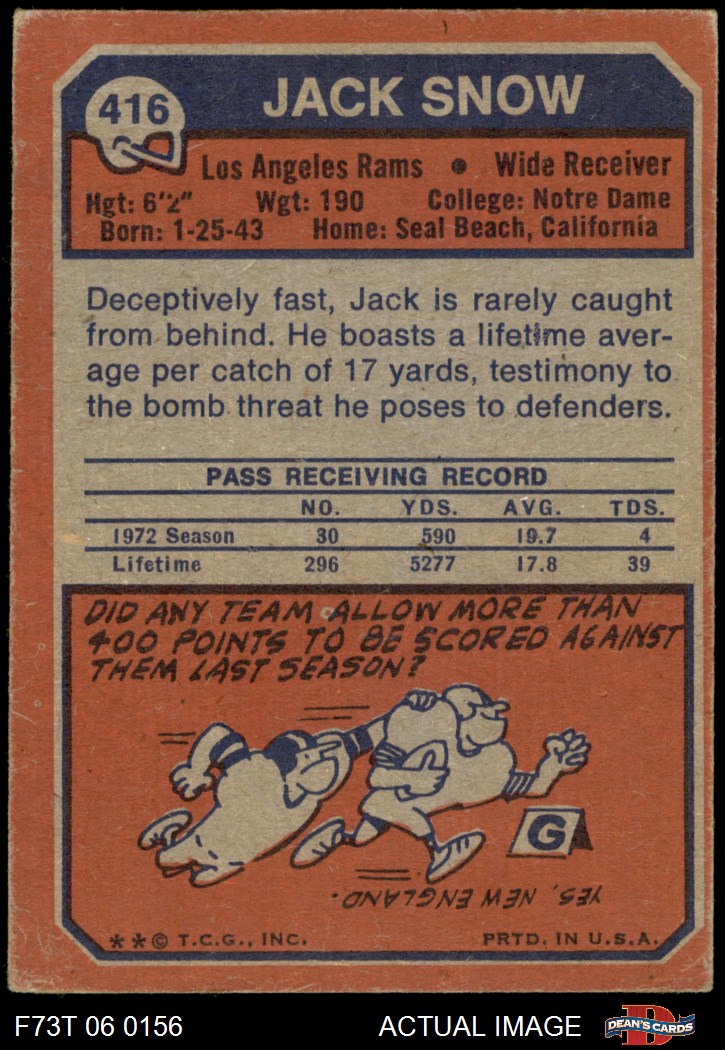 416
JACK SNOW
Los Angeles Rams • Wide Receiver
Hgt: 6'2" Wgt: 190 College: Notre Dame
Born: 1-25-43 Home: Seal Beach, California
Deceptively fast, Jack is rarely caught
from behind. He boasts a lifetime aver-
age per catch of 17 yards, testimony to
the bomb threat he poses to defenders.
PASS RECEIVING RECORD
NO. YDS. AVG. TDS.
1972 Season 30 590 19.7 4
Lifetime 296 5277 17.8 39
DID ANY TEAM ALLOW MORE THAN
400 POINTS TO BE SCORED AGAINST
THEM LAST SEASON?
G
YES, NEW ENGLAND.
**© T.C.G., INC. PRTD. IN U.S.A.
F73T 06 0156 ACTUAL IMAGE D DEAN'S CARDS